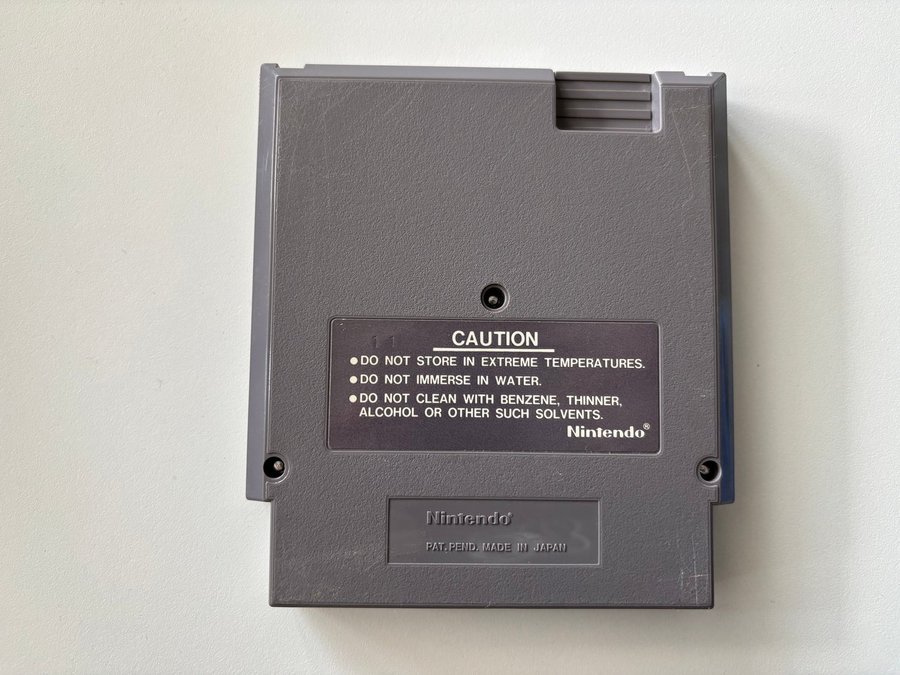 11
CAUTION
●DO NOT STORE IN EXTREME TEMPERATURES.
●DO NOT IMMERSE IN WATER.
●DO NOT CLEAN WITH BENZENE, THINNER,
ALCOHOL OR OTHER SUCH SOLVENTS.
Nintendo®
Nintendo®
PAT. PEND. MADE IN JAPAN